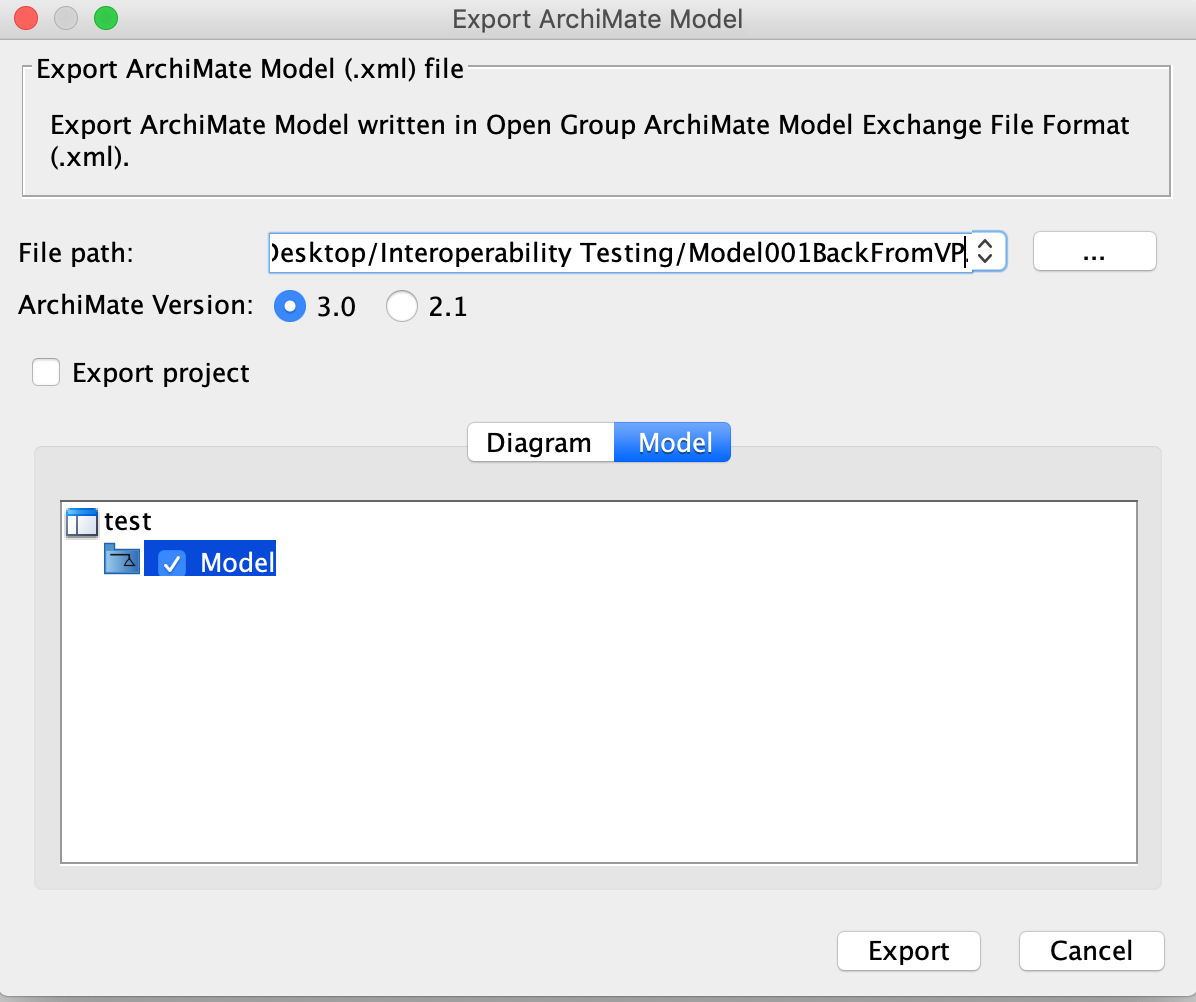 Export ArchiMate Model
Export ArchiMate Model (.xml) file
Export ArchiMate Model written in Open Group ArchiMate Model Exchange File Format
(.xml).
File path: Desktop/Interoperability Testing/Model001BackFromVP. ...
ArchiMate Version: 3.0 2.1
Export project
Diagram Model
test
Model
Export Cancel